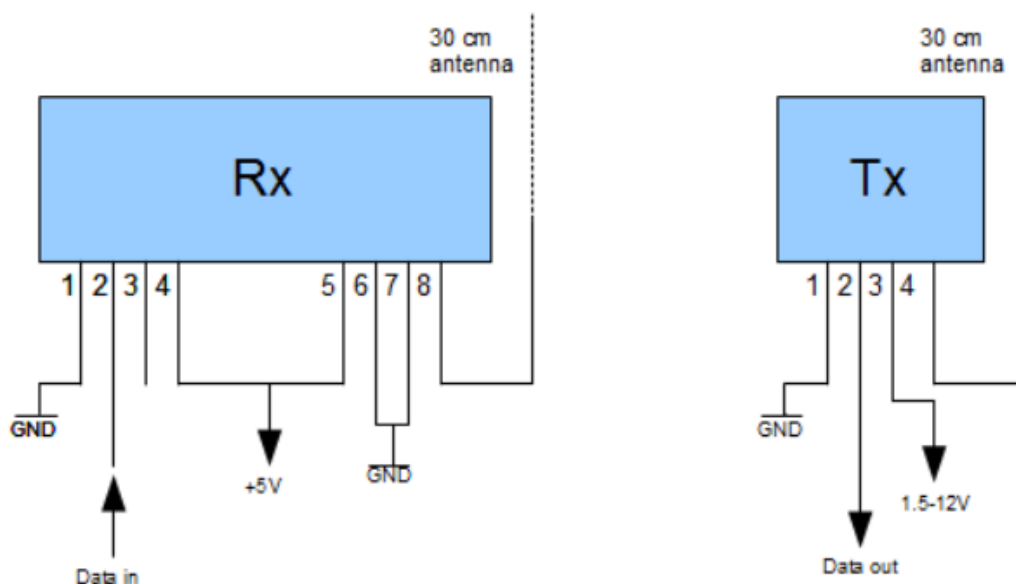 30 cm
antenna
Rx
1 2 3 4 5 6 7 8
GND
+5V
GND
Data in
30 cm
antenna
Tx
1 2 3 4
GND
1.5-12V
Data out